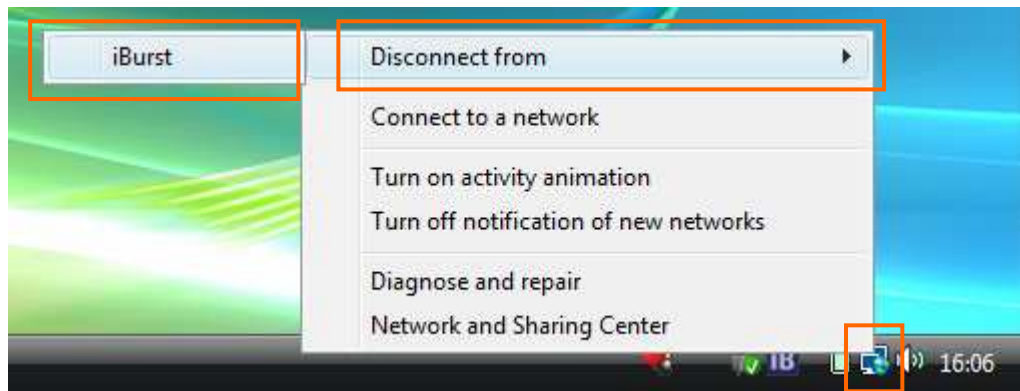 iBurst
Disconnect from
Connect to a network
Turn on activity animation
Turn off notification of new networks
Diagnose and repair
Network and Sharing Center
IB
16:06